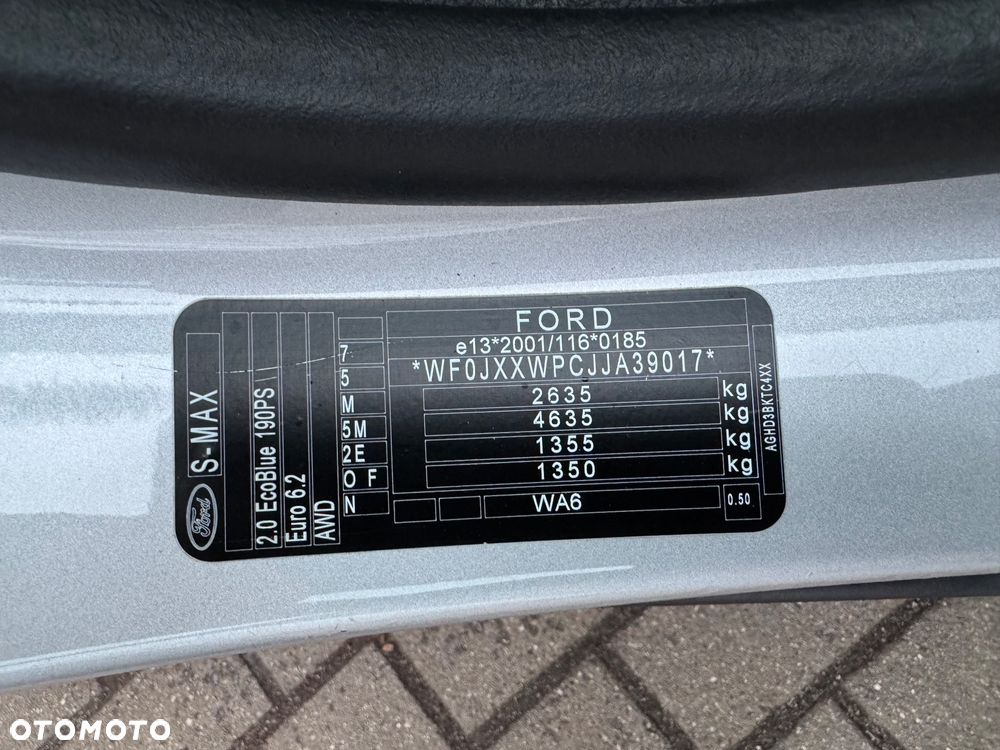 FORD
e13*2001/116*0185
*WF0JXXWPCJJA39017*
2635 kg
4635 kg
1355 kg
1350 kg
WA6
0.50
AGHD3BKTC4XX
7
5
M
5M
2E
O F
N
Ford S-MAX
2.0 EcoBlue 190PS
Euro 6.2
AWD
OTOMOTO